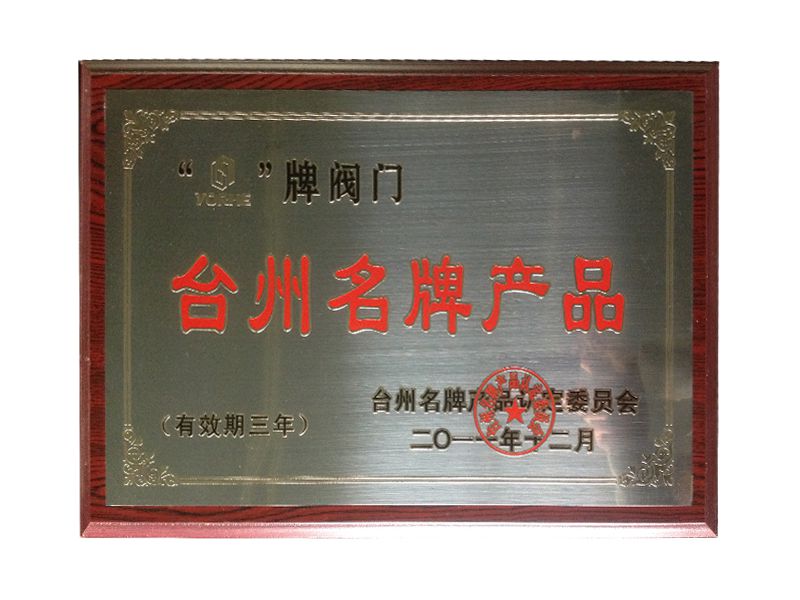 “YORHE”牌阀门
台州名牌产品
（有效期三年）
台州名牌产品认定委员会
二〇一一年十二月